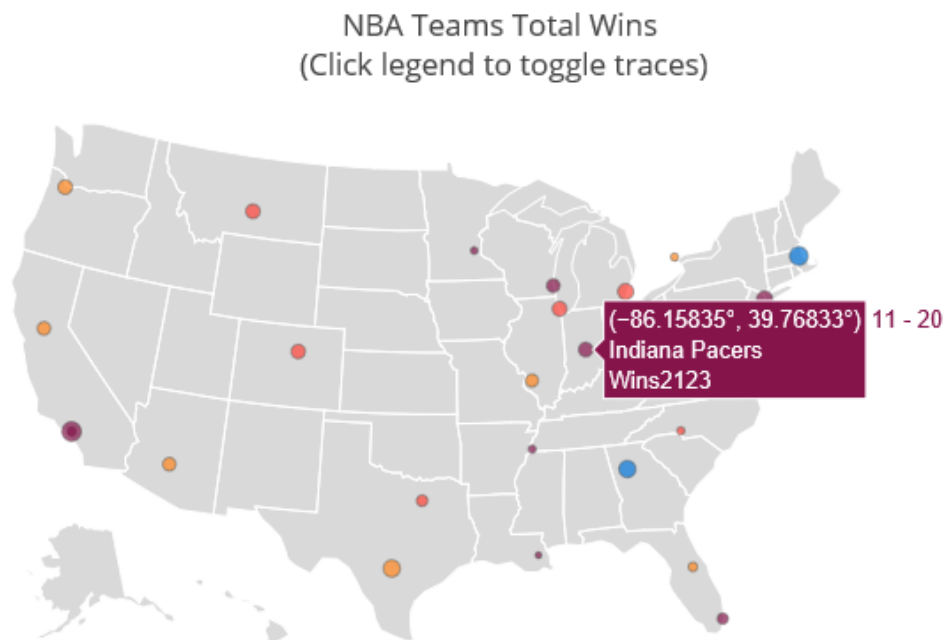 NBA Teams Total Wins
(Click legend to toggle traces)
(−86.15835°, 39.76833°) 11 - 20
Indiana Pacers
Wins2123